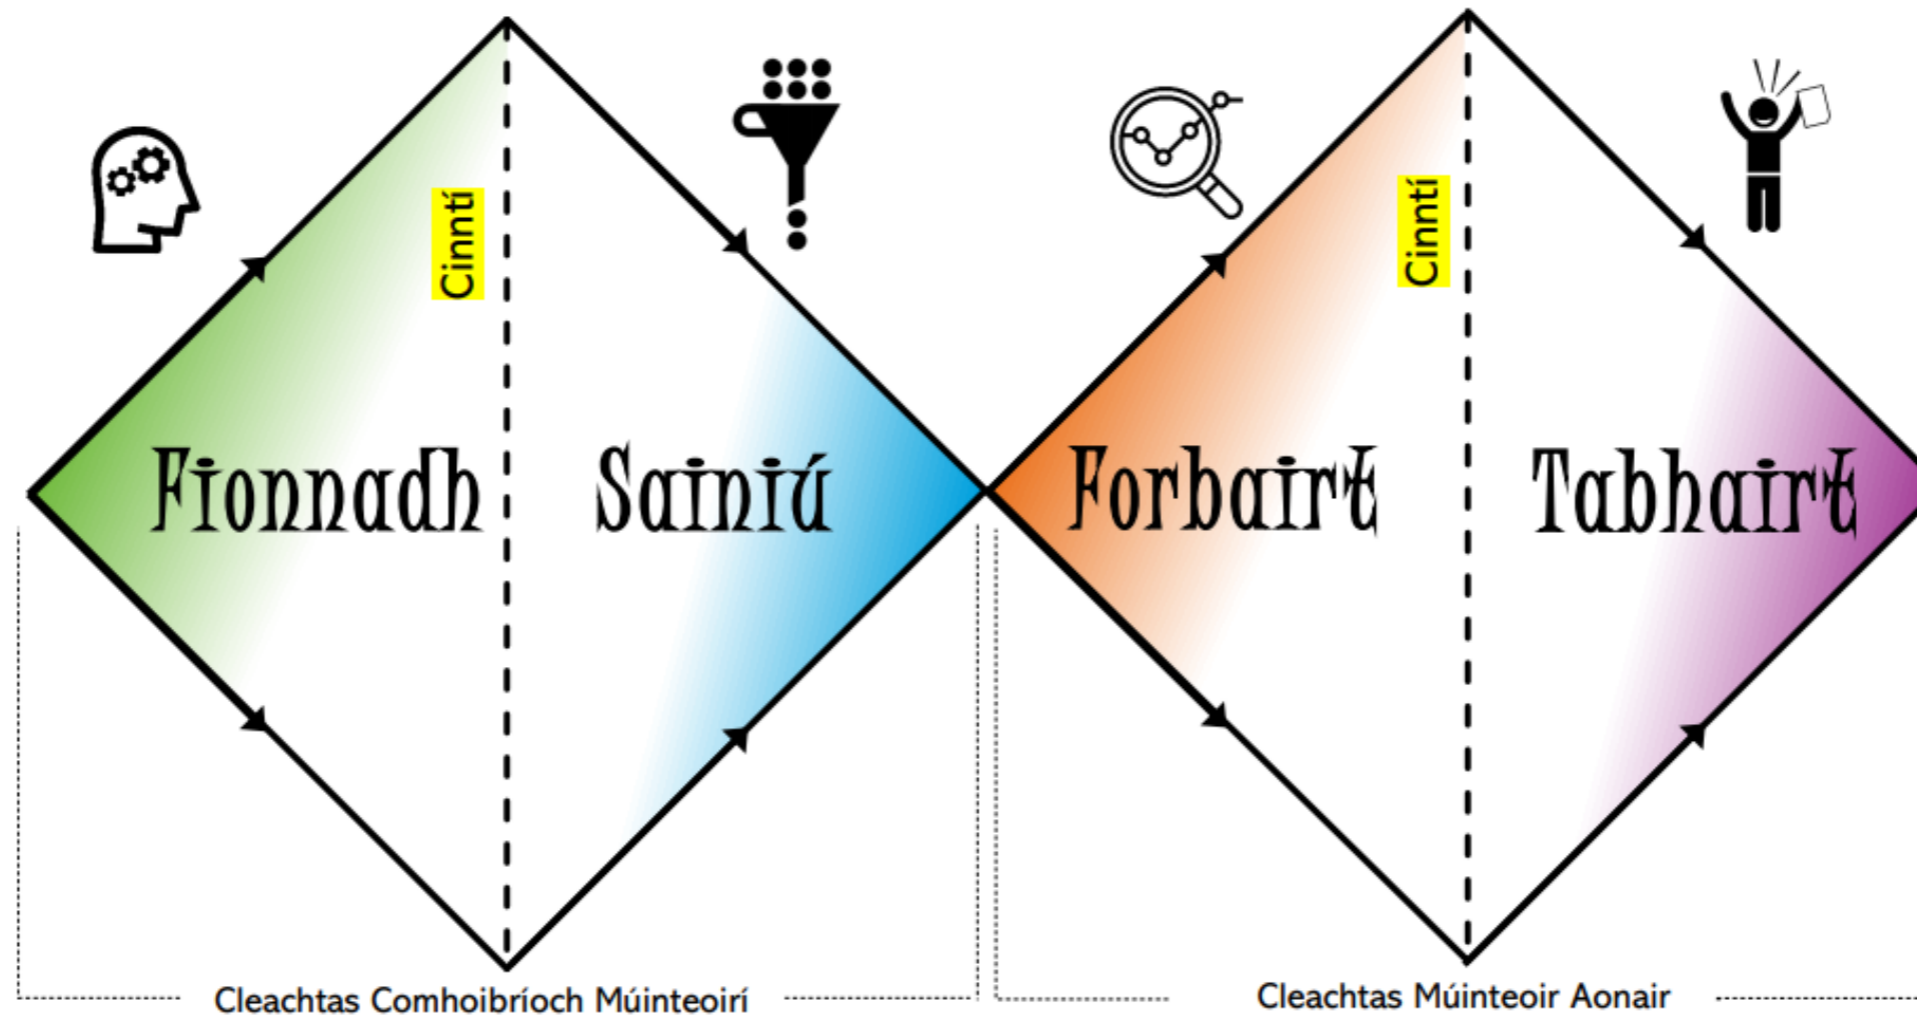 Cinntí
Cinntí
Fionnadh
Sainiú
Forbairt
Tabhairt
Cleachtas Comhoibríoch Múinteoirí
Cleachtas Múinteoir Aonair